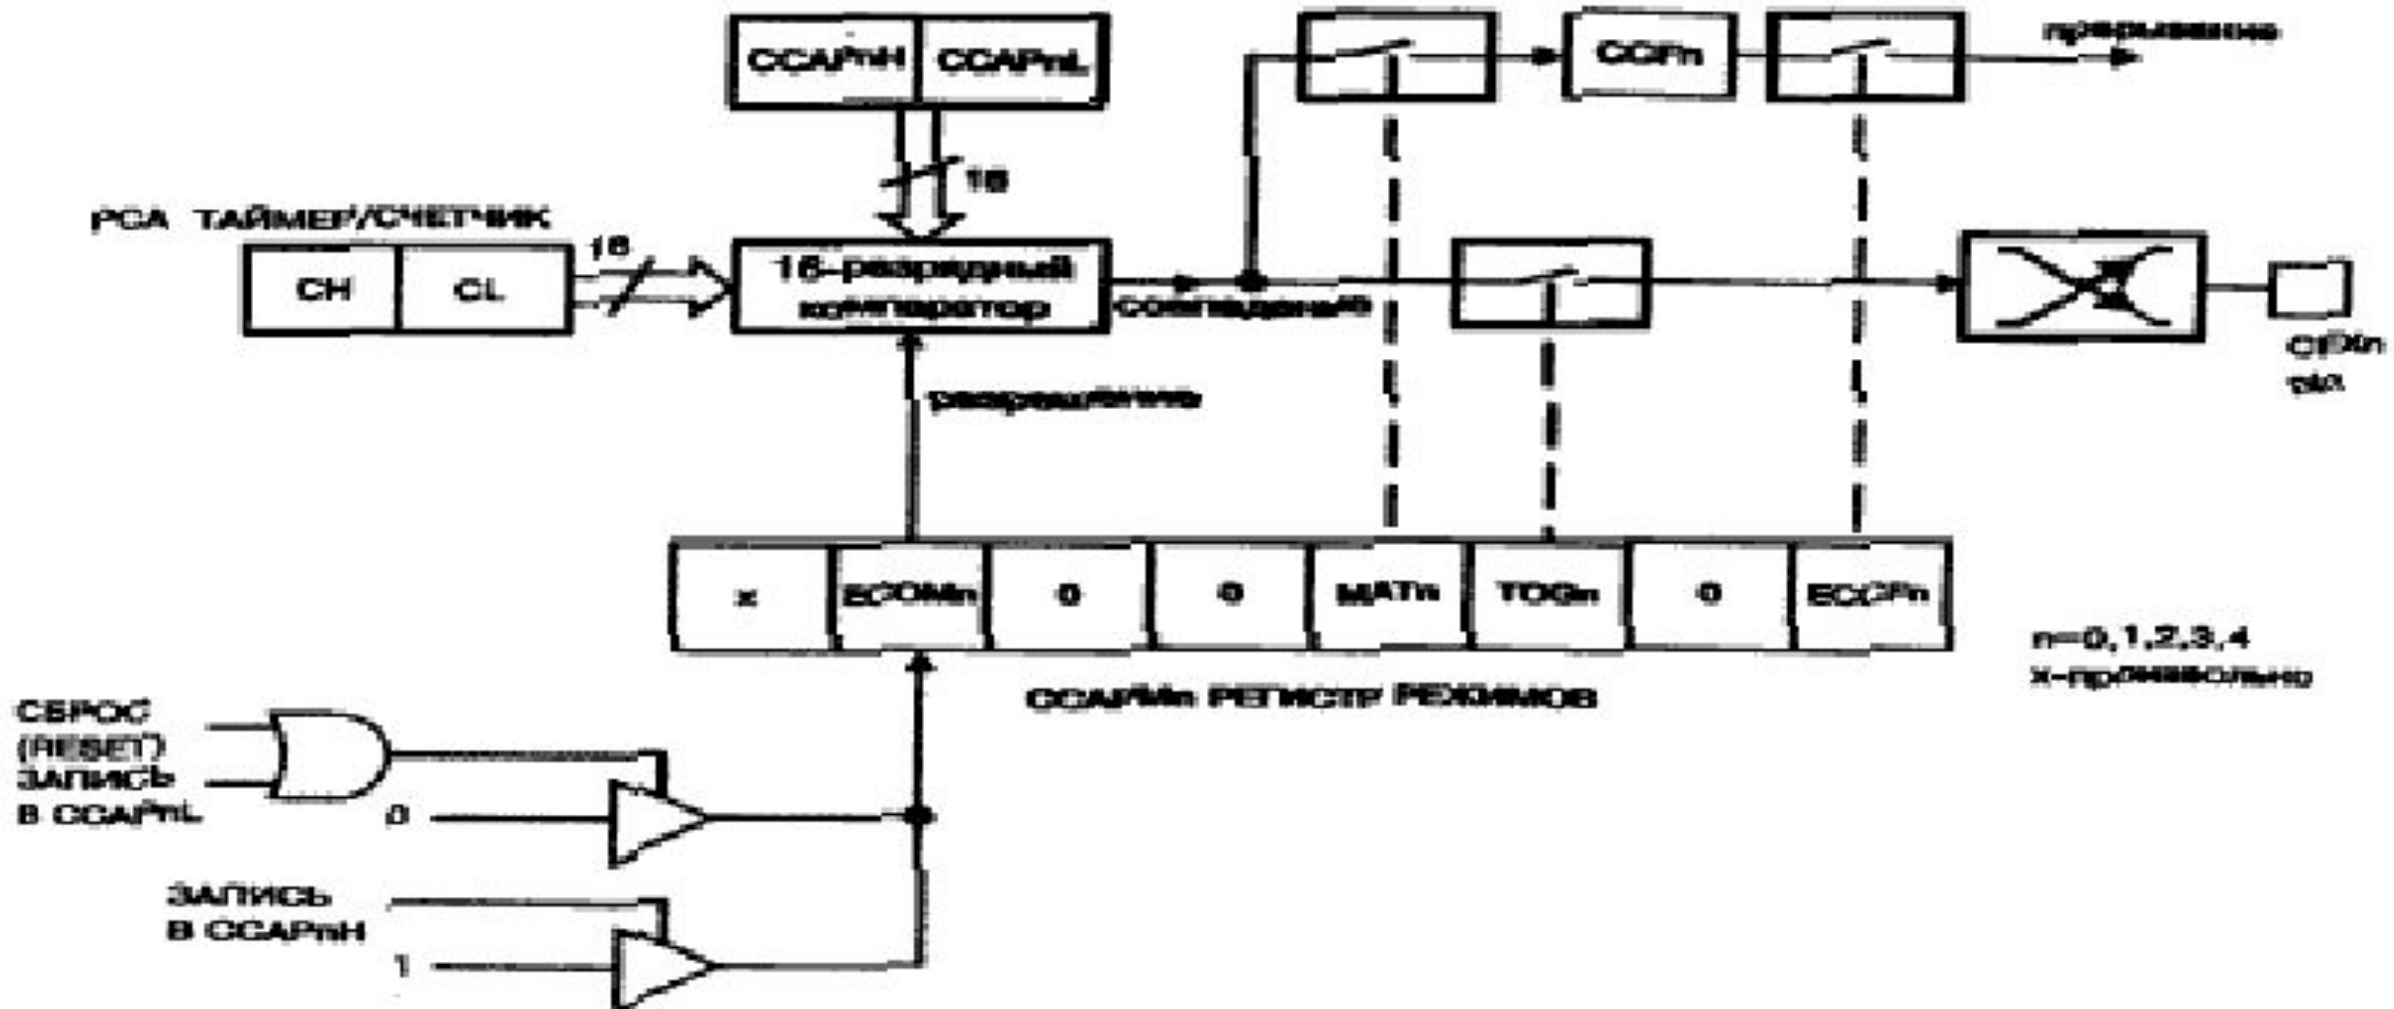 CCAPnH CCAPnL
прерывание
CCFn
16
PCA ТАЙМЕР/СЧЕТЧИК
16
CH CL
16-разрядный
компаратор
совпадение
CEXn
разрешение
x ECOMn 0 0 MATn TOGn 0 ECCFn
n=0,1,2,3,4
x-произвольно
CCAPMn РЕГИСТР РЕЖИМОВ
СБРОС
(RESET)
ЗАПИСЬ
В CCAPnL
0
ЗАПИСЬ
В CCAPnH
1